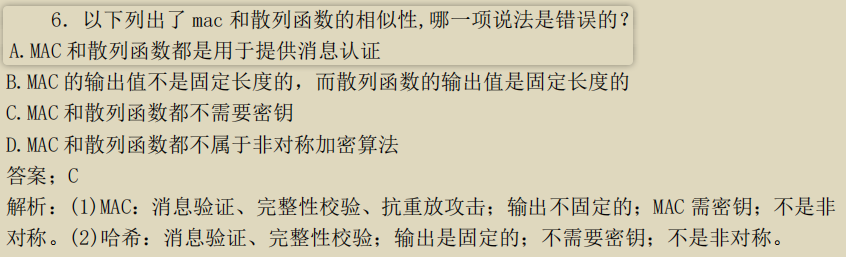 6. 以下列出了 mac 和散列函数的相似性,哪一项说法是错误的?
A.MAC 和散列函数都是用于提供消息认证
B.MAC 的输出值不是固定长度的，而散列函数的输出值是固定长度的
C.MAC 和散列函数都不需要密钥
D.MAC 和散列函数都不属于非对称加密算法
答案；C
解析：(1)MAC：消息验证、完整性校验、抗重放攻击；输出不固定的；MAC 需密钥；不是非
对称。(2)哈希：消息验证、完整性校验；输出是固定的；不需要密钥；不是非对称。